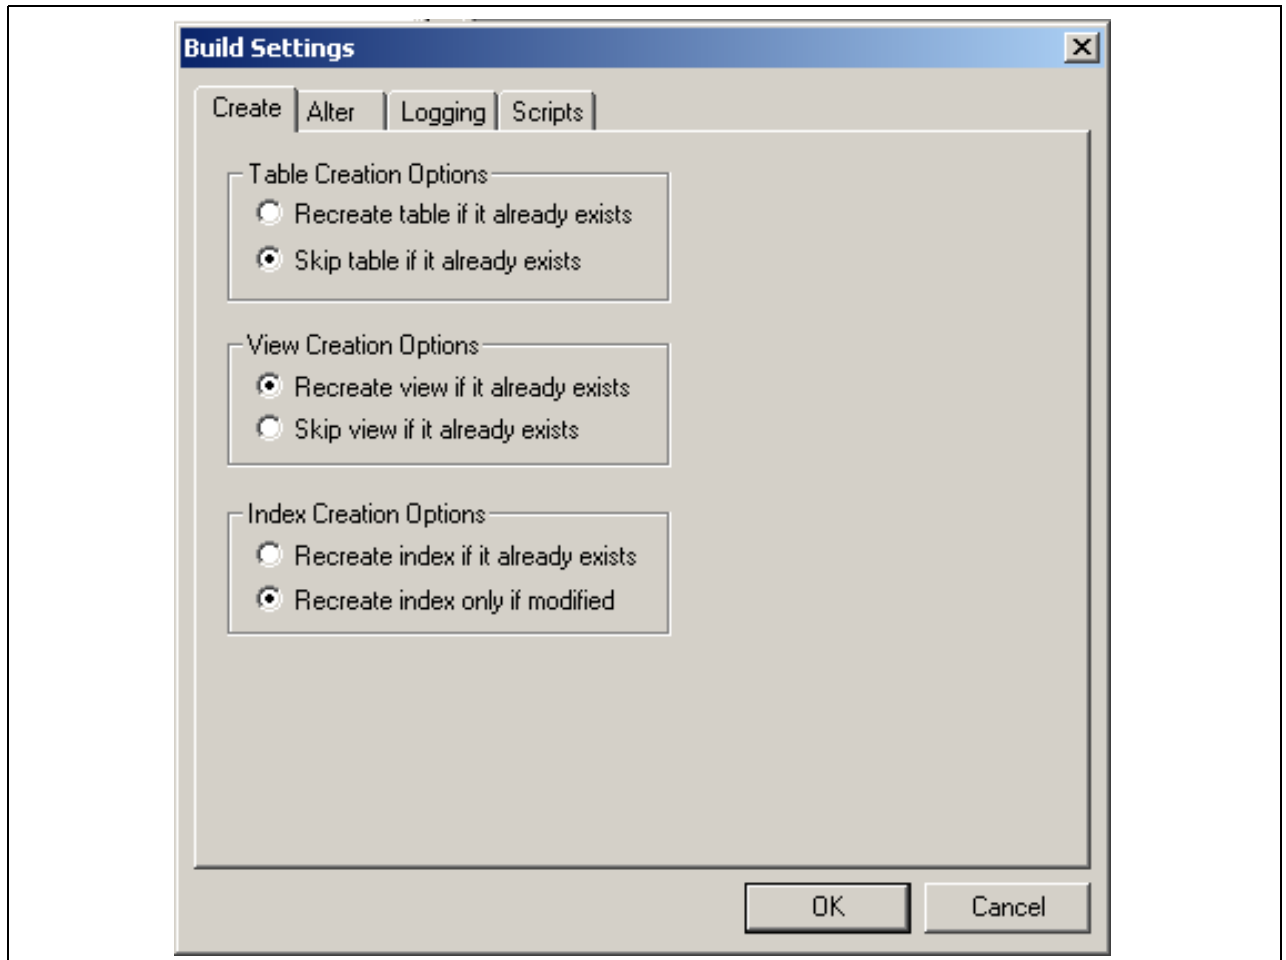 Build Settings
Create Alter Logging Scripts
Table Creation Options
Recreate table if it already exists
Skip table if it already exists
View Creation Options
Recreate view if it already exists
Skip view if it already exists
Index Creation Options
Recreate index if it already exists
Recreate index only if modified
OK Cancel